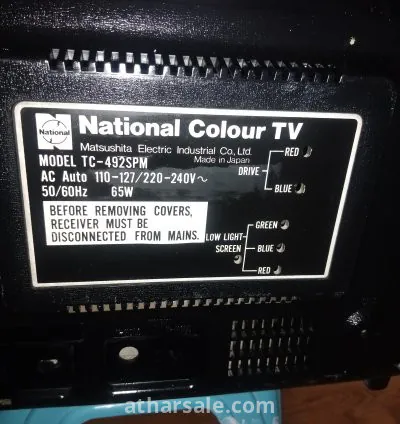 National
National Colour TV
Matsushita Electric Industrial Co., Ltd.
Made in Japan
MODEL TC-492SPM
AC Auto 110-127/220-240V~
50/60Hz 65W
BEFORE REMOVING COVERS,
RECEIVER MUST BE
DISCONNECTED FROM MAINS.
DRIVE
RED
BLUE
LOW LIGHT
SCREEN
GREEN
BLUE
RED
atharsale.com